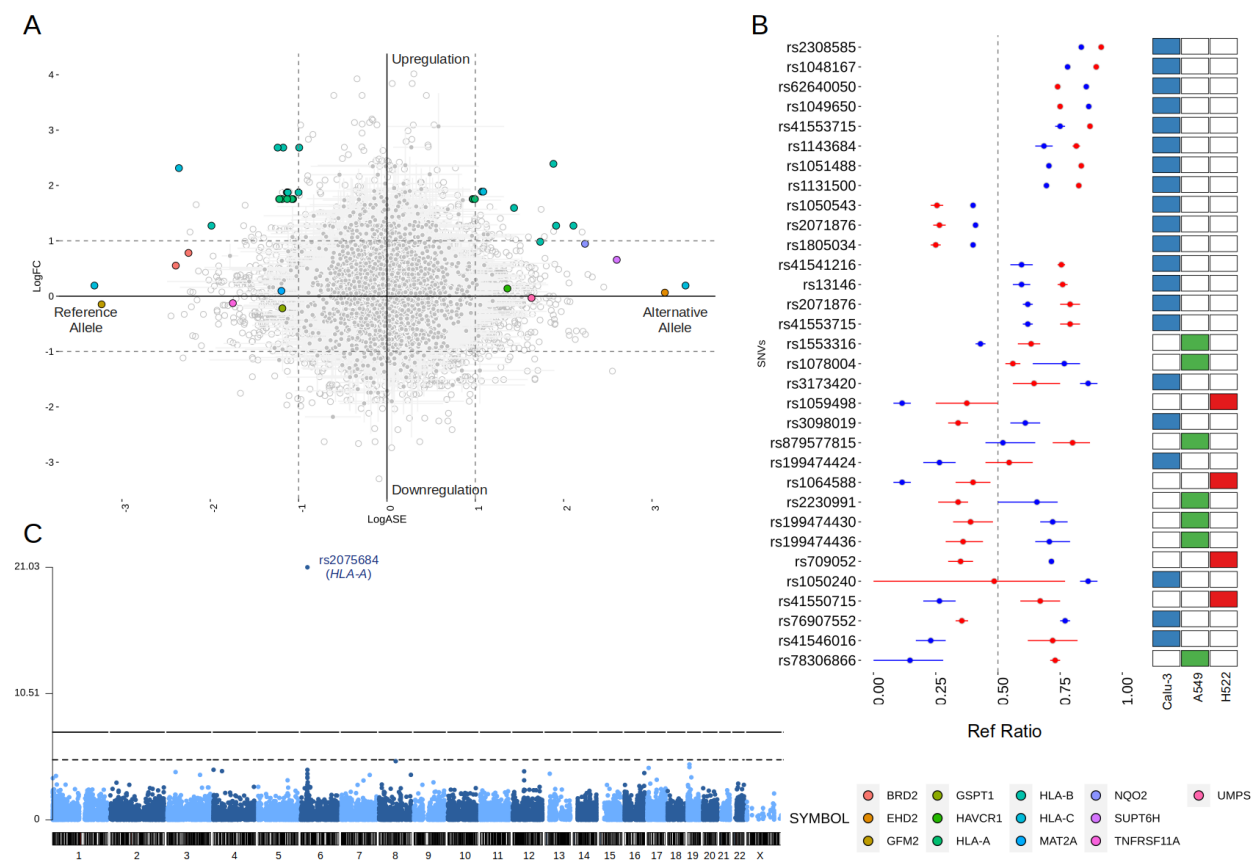 A
B
Upregulation
4
3
2
1
0
-1
-2
-3
LogFC
Reference
Allele
Alternative
Allele
Downregulation
-3
-2
-1
0
1
2
3
LogASE
rs2308585
rs1048167
rs62640050
rs1049650
rs41553715
rs1143684
rs1051488
rs1131500
rs1050543
rs2071876
rs1805034
rs41541216
rs13146
rs2071876
rs41553715
rs1553316
rs1078004
rs3173420
rs1059498
rs3098019
rs879577815
rs199474424
rs1064588
rs2230991
rs199474430
rs199474436
rs709052
rs1050240
rs41550715
rs76907552
rs41546016
rs78306866
SNVs
0.00
0.25
0.50
0.75
1.00
Ref Ratio
Calu-3
A549
H522
C
rs2075684
(HLA-A)
21.03
10.51
0
1 2 3 4 5 6 7 8 9 10 11 12 13 14 15 16 17 18 19 20 21 22 X
SYMBOL
BRD2
EHD2
GFM2
GSPT1
HAVCR1
HLA-A
HLA-B
HLA-C
MAT2A
NQO2
SUPT6H
TNFRSF11A
UMPS